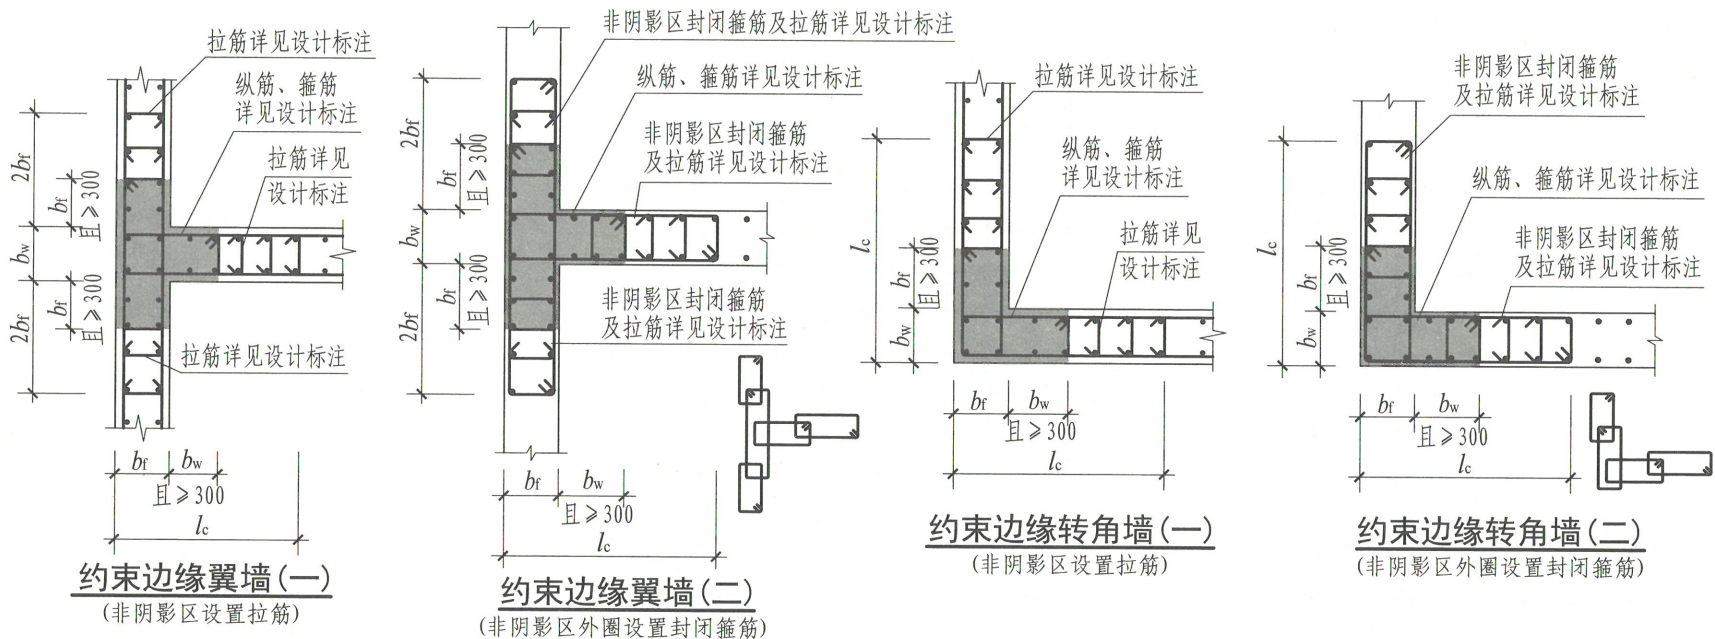 拉筋详见设计标注
纵筋、箍筋
详见设计标注
拉筋详见
设计标注
2bf
bf
且≥300
bw
bf
且≥300
2bf
拉筋详见设计标注
bf
bw
且≥300
lc
约束边缘翼墙(一)
(非阴影区设置拉筋)
非阴影区封闭箍筋及拉筋详见设计标注
纵筋、箍筋详见设计标注
非阴影区封闭箍筋
及拉筋详见设计标注
2bf
bf
且≥300
bw
bf
且≥300
2bf
非阴影区封闭箍筋
及拉筋详见设计标注
bf
bw
且≥300
lc
约束边缘翼墙(二)
(非阴影区外圈设置封闭箍筋)
拉筋详见设计标注
纵筋、箍筋
详见设计标注
拉筋详见
设计标注
lc
bf
且≥300
bw
bf
bw
且≥300
lc
约束边缘转角墙(一)
(非阴影区设置拉筋)
非阴影区封闭箍筋
及拉筋详见设计标注
纵筋、箍筋详见设计标注
非阴影区封闭箍筋
及拉筋详见设计标注
lc
bf
且≥300
bw
bf
bw
且≥300
lc
约束边缘转角墙(二)
(非阴影区外圈设置封闭箍筋)